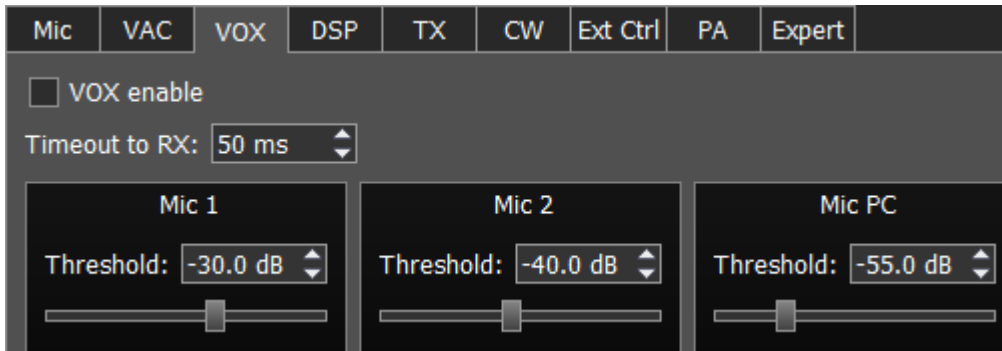 Mic VAC VOX DSP TX CW Ext Ctrl PA Expert
VOX enable
Timeout to RX: 50 ms
Mic 1 Mic 2 Mic PC
Threshold: -30.0 dB Threshold: -40.0 dB Threshold: -55.0 dB